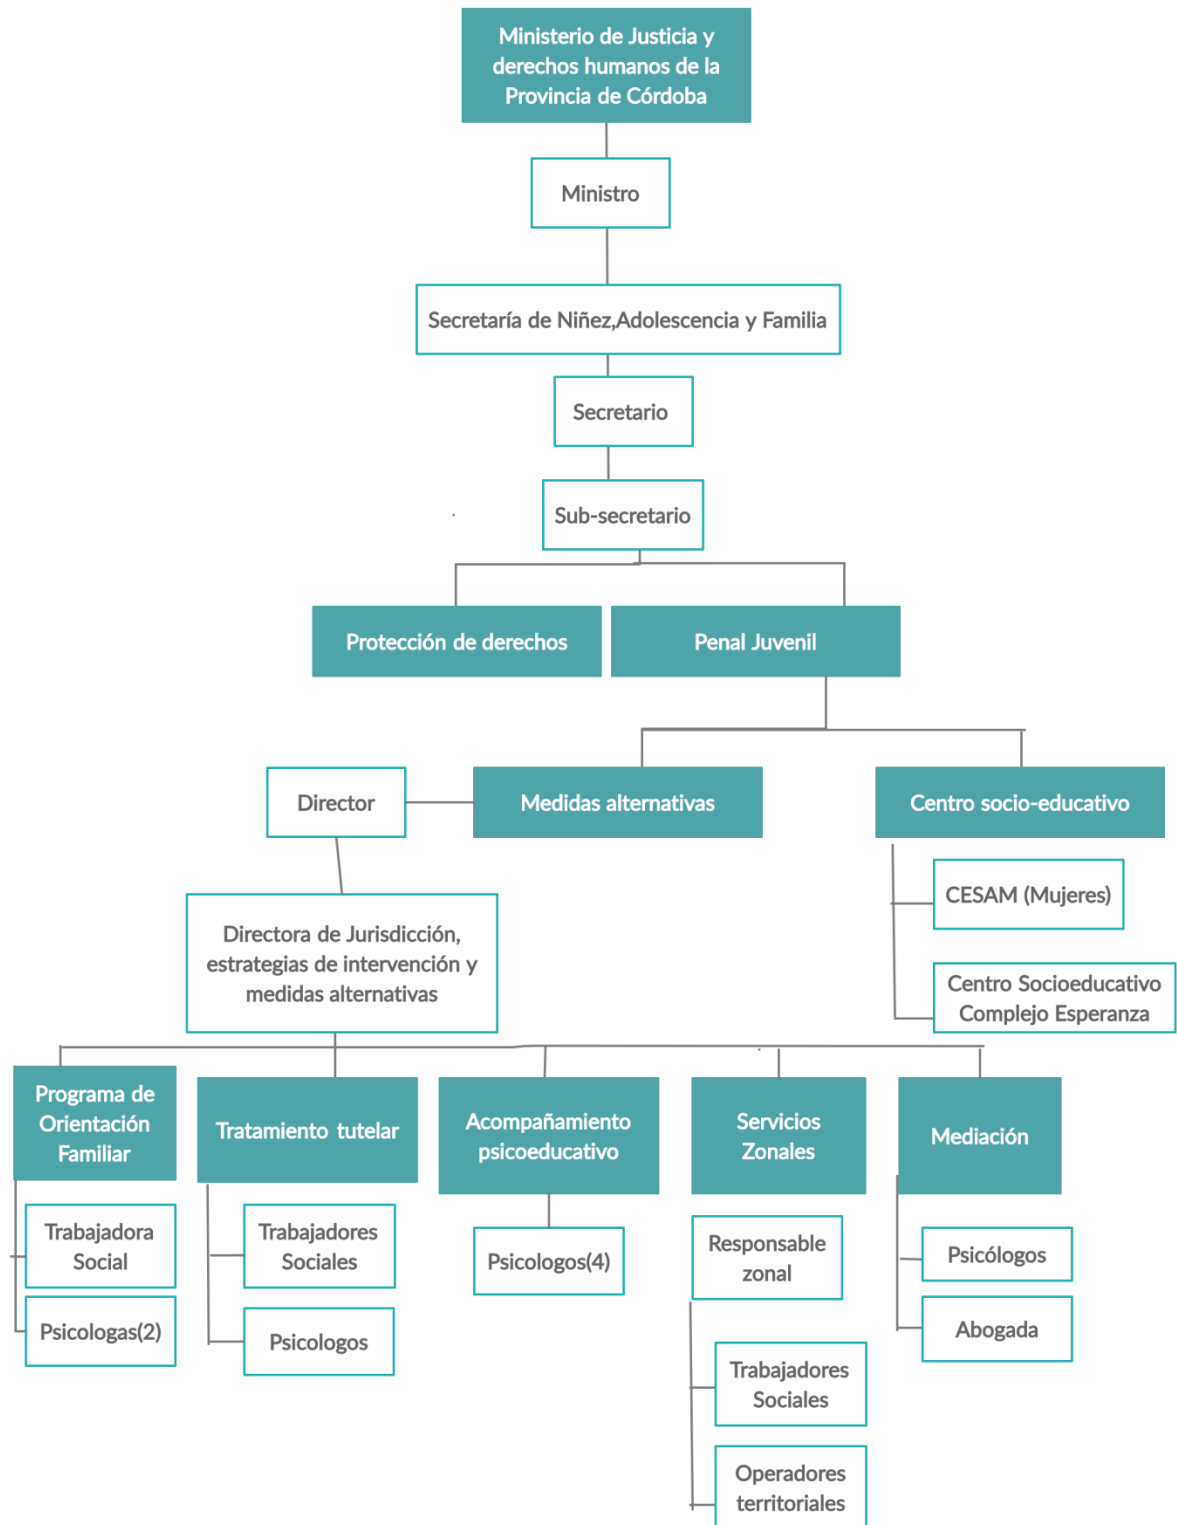 Ministerio de Justicia y
derechos humanos de la
Provincia de Córdoba
Ministro
Secretaría de Niñez,Adolescencia y Familia
Secretario
Sub-secretario
Protección de derechos
Penal Juvenil
Director
Medidas alternativas
Centro socio-educativo
CESAM (Mujeres)
Centro Socioeducativo
Complejo Esperanza
Directora de Jurisdicción,
estrategias de intervención y
medidas alternativas
Programa de
Orientación
Familiar
Trabajadora
Social
Psicologas(2)
Tratamiento tutelar
Trabajadores
Sociales
Psicologos
Acompañamiento
psicoeducativo
Psicologos(4)
Servicios
Zonales
Responsable
zonal
Trabajadores
Sociales
Operadores
territoriales
Mediación
Psicólogos
Abogada